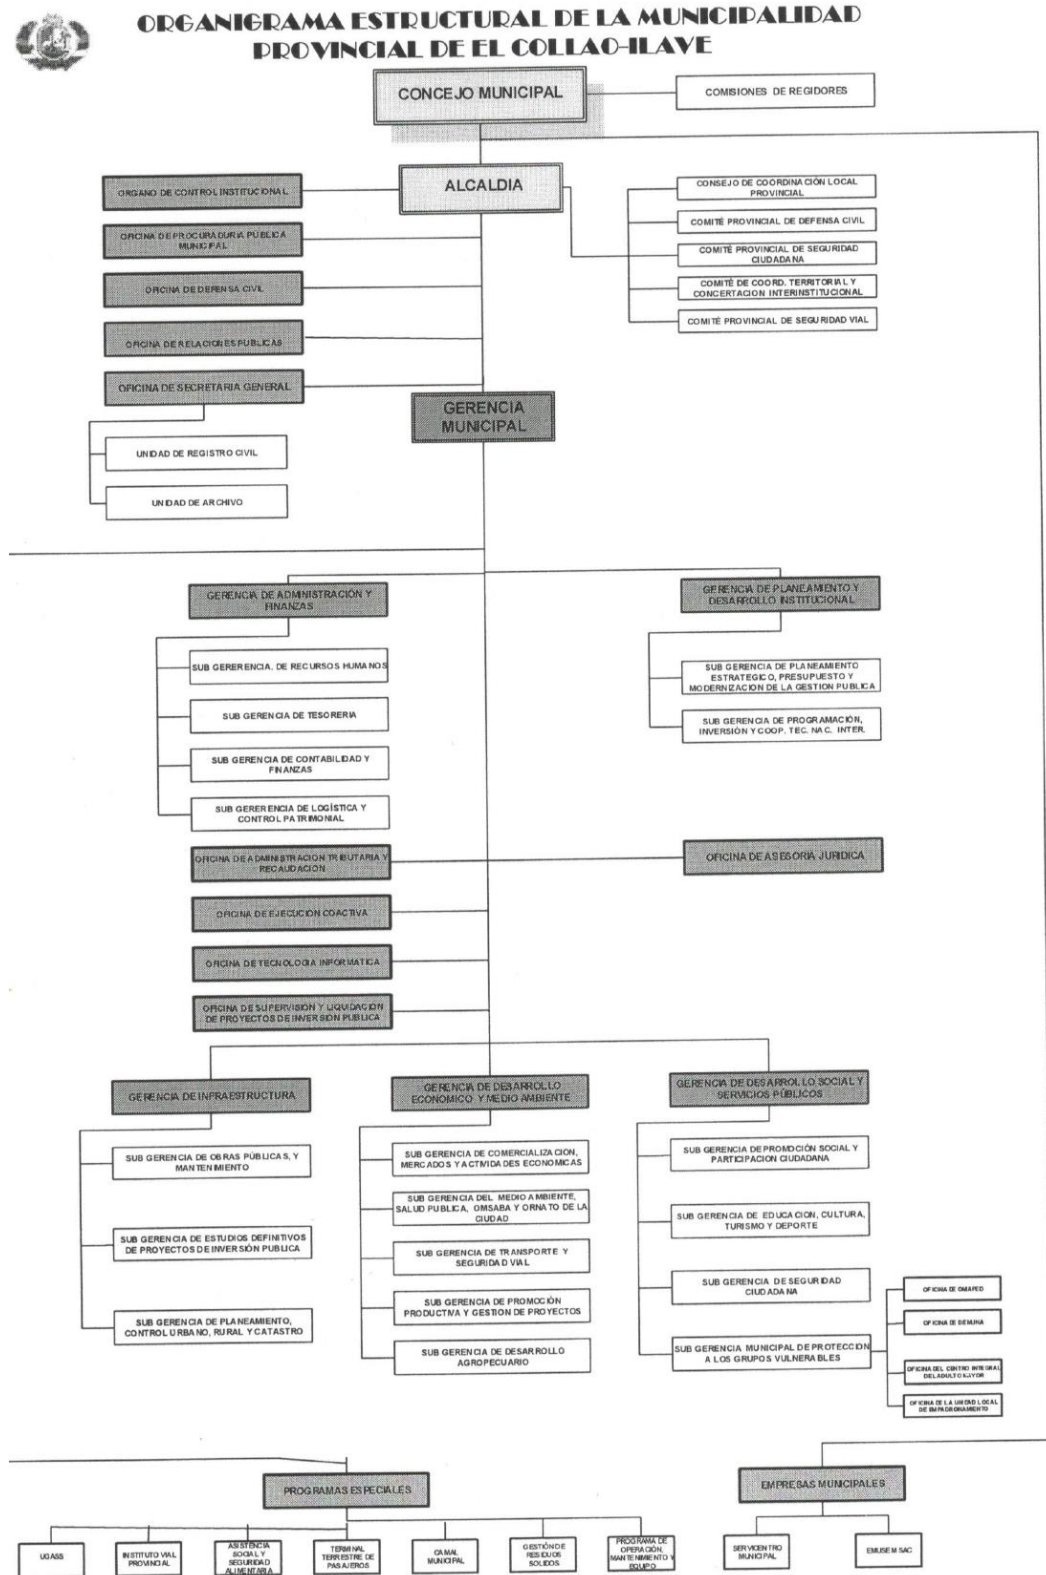 ORGANIGRAMA ESTRUCTURAL DE LA MUNICIPALIDAD
PROVINCIAL DE EL COLLAO-ILAVE
CONCEJO MUNICIPAL
COMISIONES DE REGIDORES
ALCALDIA
ORGANO DE CONTROL INSTITUCIONAL
OFICINA DE PROCURADURIA PÚBLICA
MUNICIPAL
OFICINA DE DEFENSA CIVIL
OFICINA DE RELACIONES PUBLICAS
OFICINA DE SECRETARIA GENERAL
CONSEJO DE COORDINACIÓN LOCAL
PROVINCIAL
COMITÉ PROVINCIAL DE DEFENSA CIVIL
COMITÉ PROVINCIAL DE SEGURIDAD
CIUDADANA
COMITÉ DE COORD. TERRITORIAL Y
CONCERTACION INTERINSTITUCIONAL
COMITÉ PROVINCIAL DE SEGURIDAD VIAL
GERENCIA
MUNICIPAL
UNIDAD DE REGISTRO CIVIL
UNIDAD DE ARCHIVO
GERENCIA DE ADMINISTRACIÓN Y
FINANZAS
SUB GERERENCIA. DE RECURSOS HUMANOS
SUB GERENCIA DE TESORERIA
SUB GERENCIA DE CONTABILIDAD Y
FINANZAS
SUB GERERENCIA DE LOGÍSTICA Y
CONTROL PATRIMONIAL
GERENCIA DE PLANEAMIENTO Y
DESARROLLO INSTITUCIONAL
SUB GERENCIA DE PLANEAMIENTO
ESTRATEGICO, PRESUPUESTO Y
MODERNIZACION DE LA GESTION PUBLICA
SUB GERENCIA DE PROGRAMACIÓN,
INVERSIÓN Y COOP. TEC. NAC. INTER.
OFICINA DE ADMINISTRACION TRIBUTARIA Y
RECAUDACION
OFICINA DE ASESORIA JURIDICA
OFICINA DE EJECUCION COACTIVA
OFICINA DE TECNOLOGIA INFORMATICA
OFICINA DE SUPERVISIÓN Y LIQUIDACION
DE PROYECTOS DE INVERSION PUBLICA
GERENCIA DE INFRAESTRUCTURA
SUB GERENCIA DE OBRAS PÚBLICAS, Y
MANTENIMIENTO
SUB GERENCIA DE ESTUDIOS DEFINITIVOS
DE PROYECTOS DE INVERSIÓN PUBLICA
SUB GERENCIA DE PLANEAMIENTO,
CONTROL URBANO, RURAL Y CATASTRO
GERENCIA DE DESARROLLO
ECONOMICO Y MEDIO AMBIENTE
SUB GERENCIA DE COMERCIALIZACION,
MERCADOS Y ACTIVIDADES ECONOMICAS
SUB GERENCIA DEL MEDIO AMBIENTE,
SALUD PUBLICA, OMSABA Y ORNATO DE LA
CIUDAD
SUB GERENCIA DE TRANSPORTE Y
SEGURIDAD VIAL
SUB GERENCIA DE PROMOCIÓN
PRODUCTIVA Y GESTION DE PROYECTOS
SUB GERENCIA DE DESARROLLO
AGROPECUARIO
GERENCIA DE DESARROLLO SOCIAL Y
SERVICIOS PÚBLICOS
SUB GERENCIA DE PROMOCIÓN SOCIAL Y
PARTICIPACION CIUDADANA
SUB GERENCIA DE EDUCACION, CULTURA,
TURISMO Y DEPORTE
SUB GERENCIA DE SEGURIDAD
CIUDADANA
SUB GERENCIA MUNICIPAL DE PROTECCION
A LOS GRUPOS VULNERABLES
OFICINA DE OMAPED
OFICINA DE DEMUNA
OFICINA DEL CENTRO INTEGRAL
DEL ADULTO MAYOR
OFICINA DE LA UNIDAD LOCAL
DE EMPADRONAMIENTO
PROGRAMAS ESPECIALES
UGASS
INSTITUTO VIAL
PROVINCIAL
ASISTENCIA
SOCIAL Y
SEGURIDAD
ALIMENTARIA
TERMINAL
TERRESTRE DE
PASAJEROS
CAMAL
MUNICIPAL
GESTIÓN DE
RESIDUOS
SOLIDOS
PROGRAMA DE
OPERACIÓN,
MANTENIMIENTO Y
EQUIPO
EMPRESAS MUNICIPALES
SERVICENTRO
MUNICIPAL
EMUSEM SAC